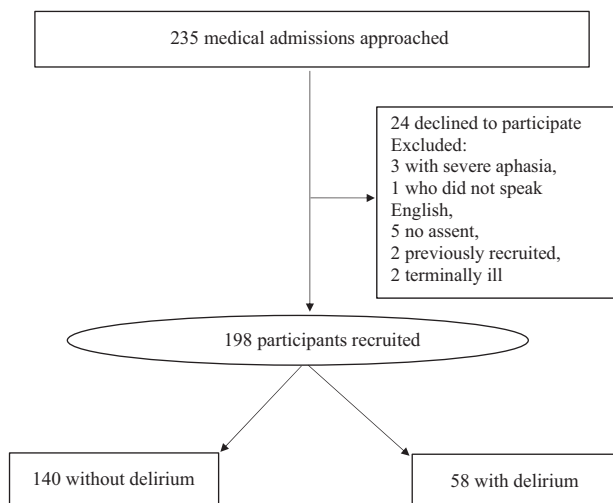 235 medical admissions approached
24 declined to participate
Excluded:
3 with severe aphasia,
1 who did not speak
English,
5 no assent,
2 previously recruited,
2 terminally ill
198 participants recruited
140 without delirium
58 with delirium